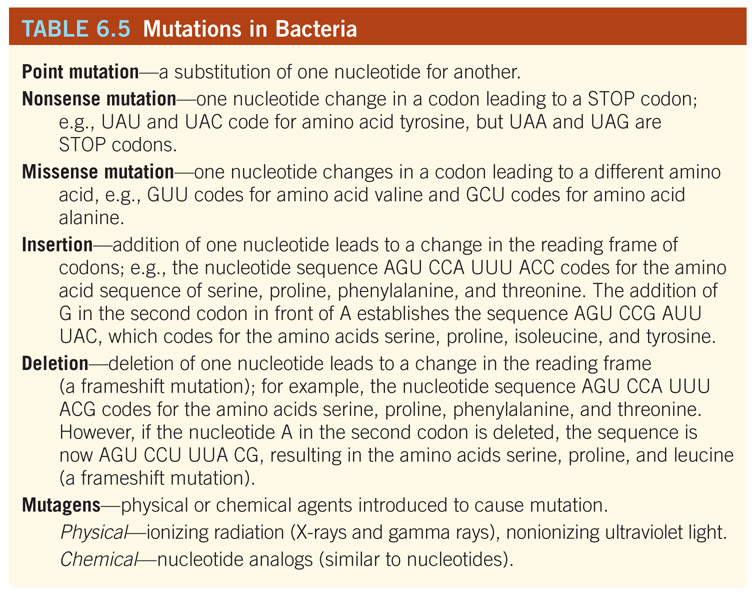 TABLE 6.5 Mutations in Bacteria
Point mutation—a substitution of one nucleotide for another.
Nonsense mutation—one nucleotide change in a codon leading to a STOP codon;
e.g., UAU and UAC code for amino acid tyrosine, but UAA and UAG are
STOP codons.
Missense mutation—one nucleotide changes in a codon leading to a different amino
acid, e.g., GUU codes for amino acid valine and GCU codes for amino acid
alanine.
Insertion—addition of one nucleotide leads to a change in the reading frame of
codons; e.g., the nucleotide sequence AGU CCA UUU ACC codes for the amino
acid sequence of serine, proline, phenylalanine, and threonine. The addition of
G in the second codon in front of A establishes the sequence AGU CCG AUU
UAC, which codes for the amino acids serine, proline, isoleucine, and tyrosine.
Deletion—deletion of one nucleotide leads to a change in the reading frame
(a frameshift mutation); for example, the nucleotide sequence AGU CCA UUU
ACG codes for the amino acids serine, proline, phenylalanine, and threonine.
However, if the nucleotide A in the second codon is deleted, the sequence is
now AGU CCU UUA CG, resulting in the amino acids serine, proline, and leucine
(a frameshift mutation).
Mutagens—physical or chemical agents introduced to cause mutation.
Physical—ionizing radiation (X-rays and gamma rays), nonionizing ultraviolet light.
Chemical—nucleotide analogs (similar to nucleotides).